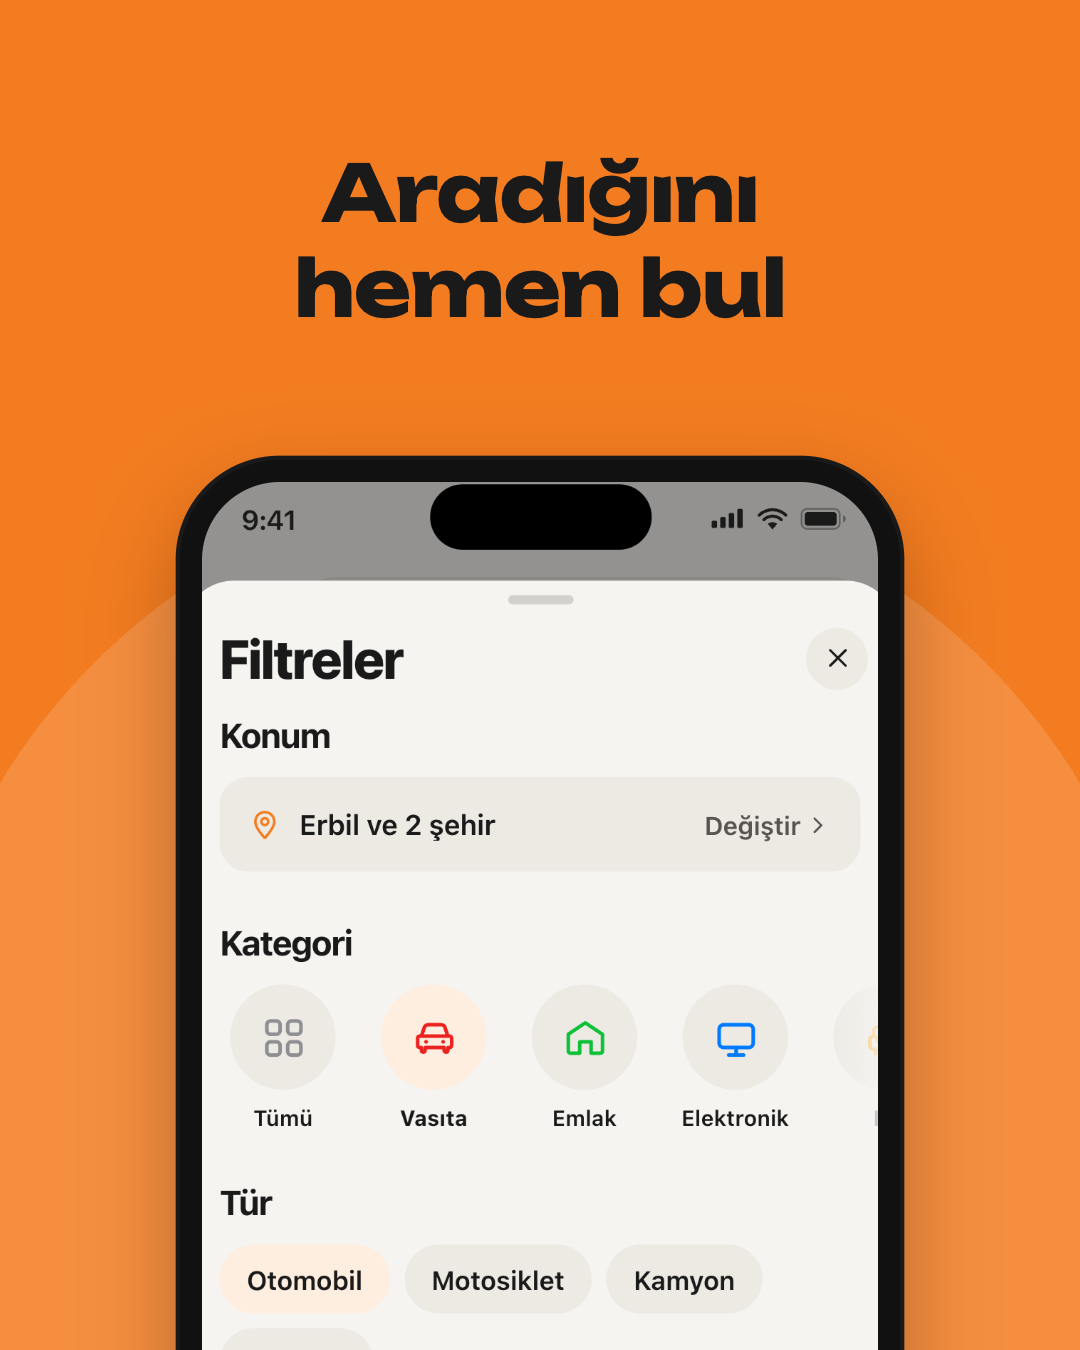 Aradığını
hemen bul
9:41
Filtreler
Konum
Erbil ve 2 şehir
Değiştir
Kategori
Tümü
Vasıta
Emlak
Elektronik
Tür
Otomobil
Motosiklet
Kamyon